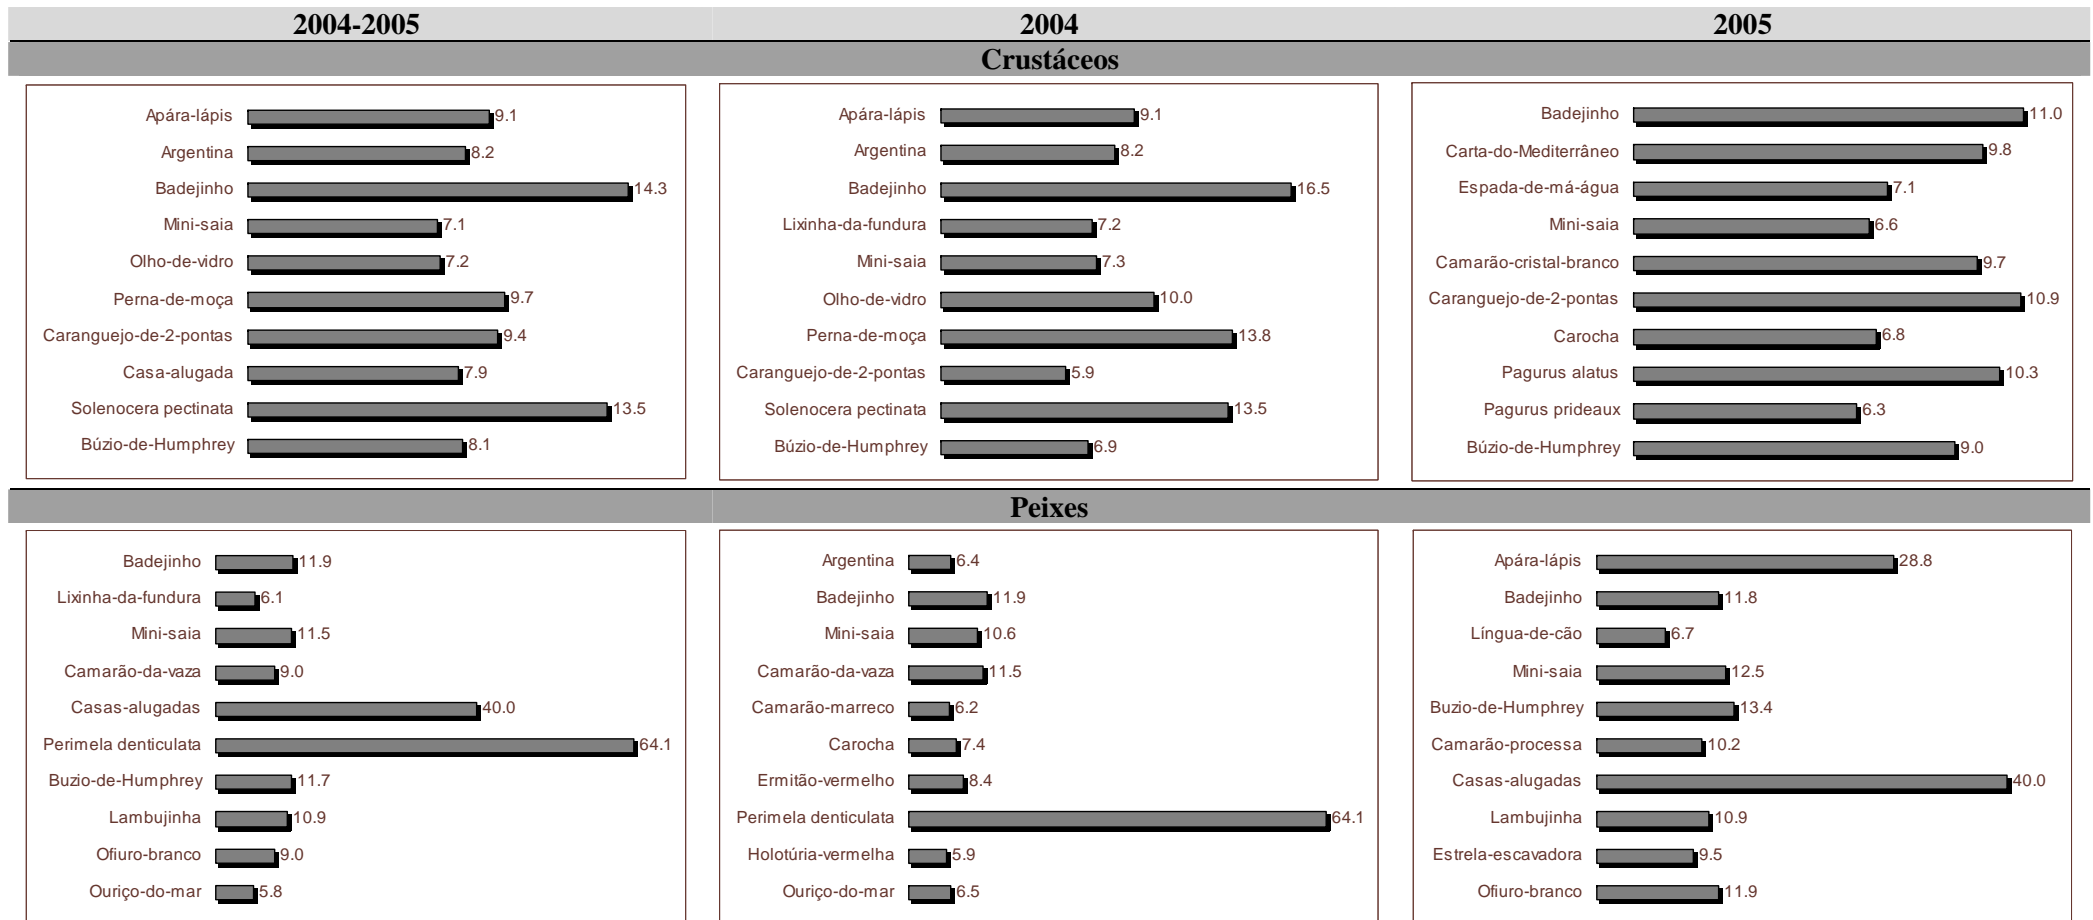 2004-2005 2004 2005
Crustáceos
Apára-lápis 9.1
Argentina 8.2
Badejinho 14.3
Mini-saia 7.1
Olho-de-vidro 7.2
Perna-de-moça 9.7
Caranguejo-de-2-pontas 9.4
Casa-alugada 7.9
Solenocera pectinata 13.5
Búzio-de-Humphrey 8.1
Apára-lápis 9.1
Argentina 8.2
Badejinho 16.5
Lixinha-da-fundura 7.2
Mini-saia 7.3
Olho-de-vidro 10.0
Perna-de-moça 13.8
Caranguejo-de-2-pontas 5.9
Solenocera pectinata 13.5
Búzio-de-Humphrey 6.9
Badejinho 11.0
Carta-do-Mediterrâneo 9.8
Espada-de-má-água 7.1
Mini-saia 6.6
Camarão-cristal-branco 9.7
Caranguejo-de-2-pontas 10.9
Carocha 6.8
Pagurus alatus 10.3
Pagurus prideaux 6.3
Búzio-de-Humphrey 9.0
Peixes
Badejinho 11.9
Lixinha-da-fundura 6.1
Mini-saia 11.5
Camarão-da-vaza 9.0
Casas-alugadas 40.0
Perimela denticulata 64.1
Buzio-de-Humphrey 11.7
Lambujinha 10.9
Ofiuro-branco 9.0
Ouriço-do-mar 5.8
Argentina 6.4
Badejinho 11.9
Mini-saia 10.6
Camarão-da-vaza 11.5
Camarão-marreco 6.2
Carocha 7.4
Ermitão-vermelho 8.4
Perimela denticulata 64.1
Holotúria-vermelha 5.9
Ouriço-do-mar 6.5
Apára-lápis 28.8
Badejinho 11.8
Língua-de-cão 6.7
Mini-saia 12.5
Buzio-de-Humphrey 13.4
Camarão-processa 10.2
Casas-alugadas 40.0
Lambujinha 10.9
Estrela-escavadora 9.5
Ofiuro-branco 11.9